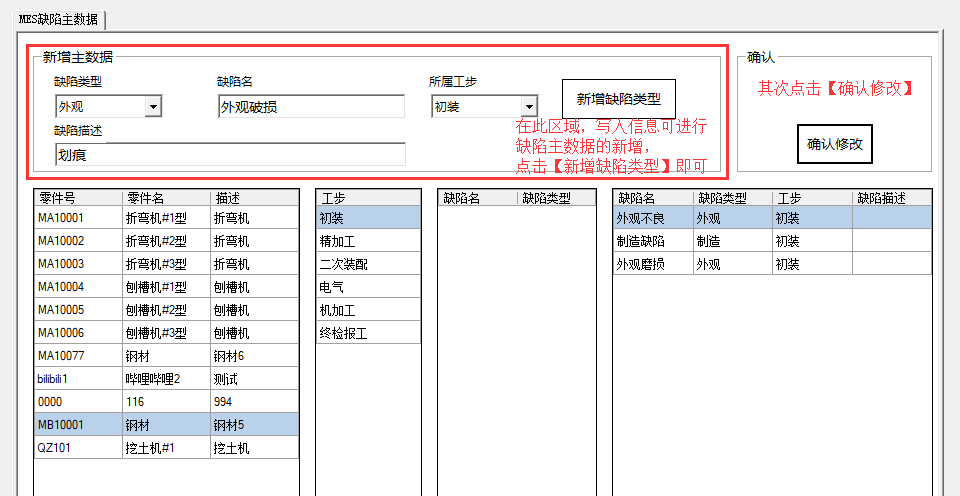 MES缺陷主数据
新增主数据
缺陷类型 缺陷名 所属工步
外观 外观破损 初装 新增缺陷类型
缺陷描述
划痕
在此区域，写入信息可进行
缺陷主数据的新增，
点击【新增缺陷类型】即可
确认
其次点击【确认修改】
确认修改
零件号 零件名 描述
MA10001 折弯机#1型 折弯机
MA10002 折弯机#2型 折弯机
MA10003 折弯机#3型 折弯机
MA10004 刨槽机#1型 刨槽机
MA10005 刨槽机#2型 刨槽机
MA10006 刨槽机#3型 刨槽机
MA10077 钢材 钢材6
bilibili1 哔哩哔哩2 测试
0000 116 994
MB10001 钢材 钢材5
QZ101 挖土机#1 挖土机
工步
初装
精加工
二次装配
电气
机加工
终检报工
缺陷名 缺陷类型
缺陷名 缺陷类型 工步 缺陷描述
外观不良 外观 初装
制造缺陷 制造 初装
外观磨损 外观 初装